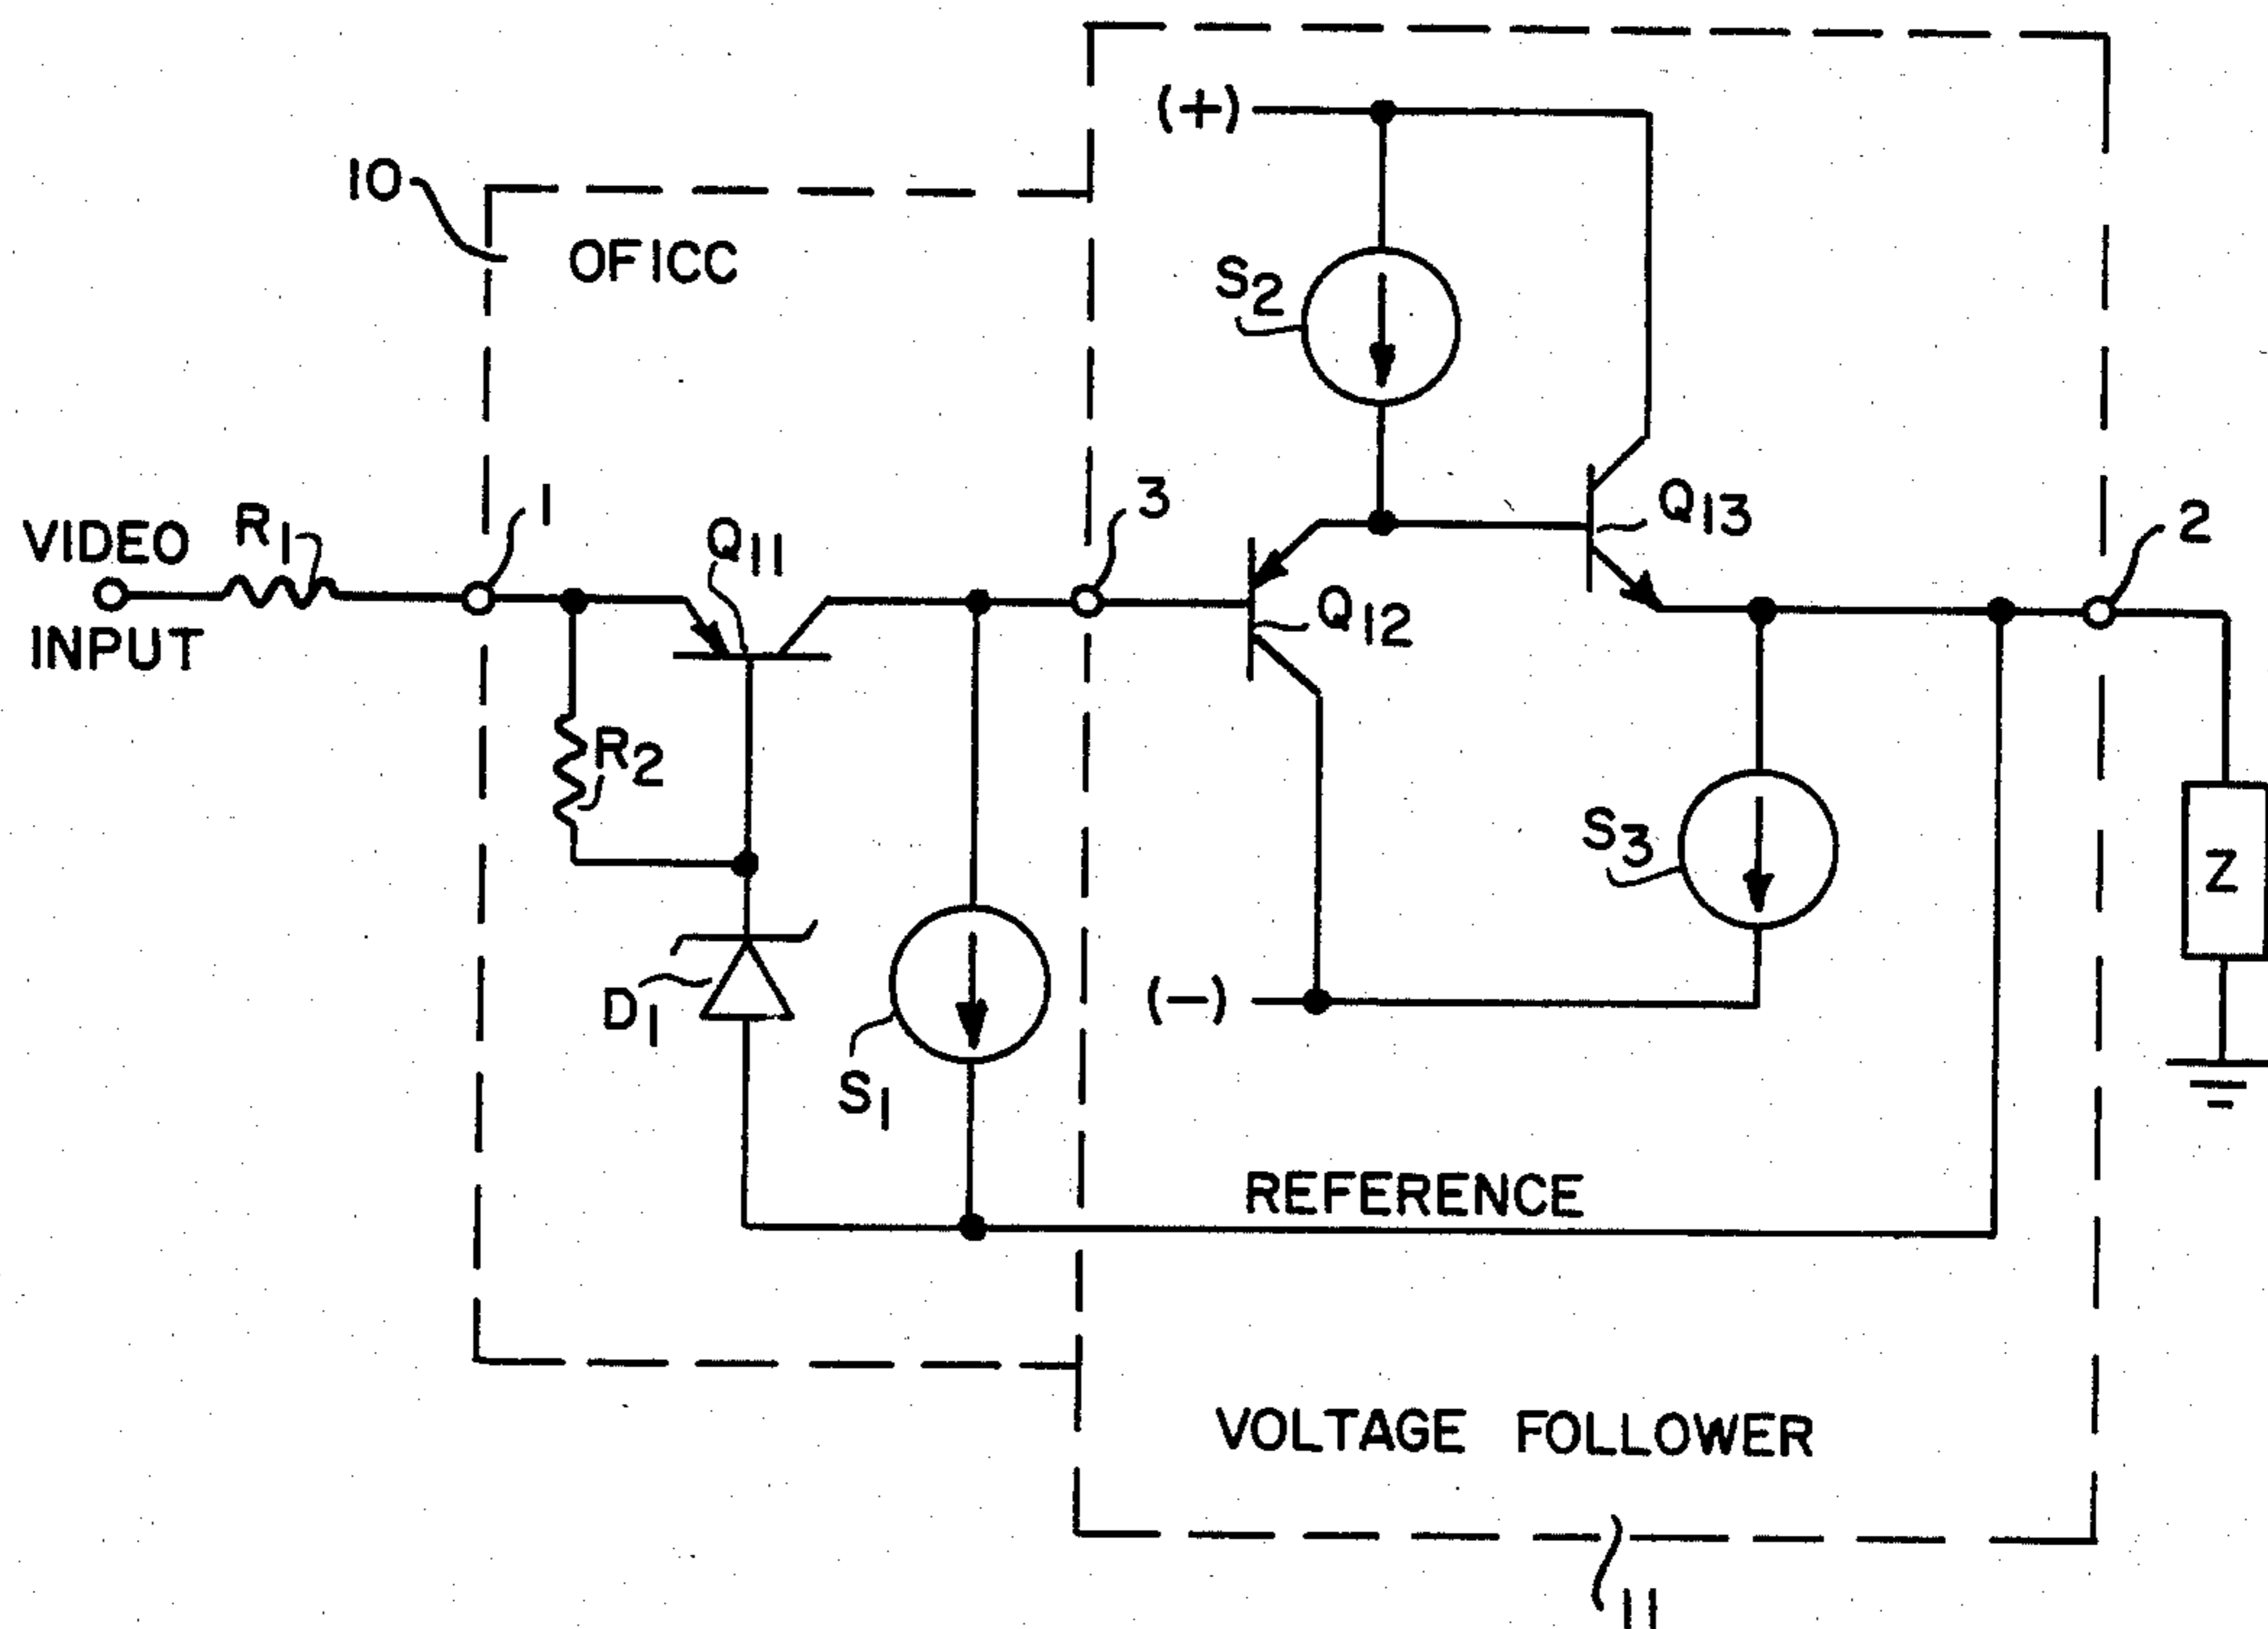 (+)
10
OFICC
S2
VIDEO
INPUT
R1
1
Q11
3
Q12
Q13
2
R2
D1
S1
S3
Z
(−)
REFERENCE
VOLTAGE FOLLOWER
11